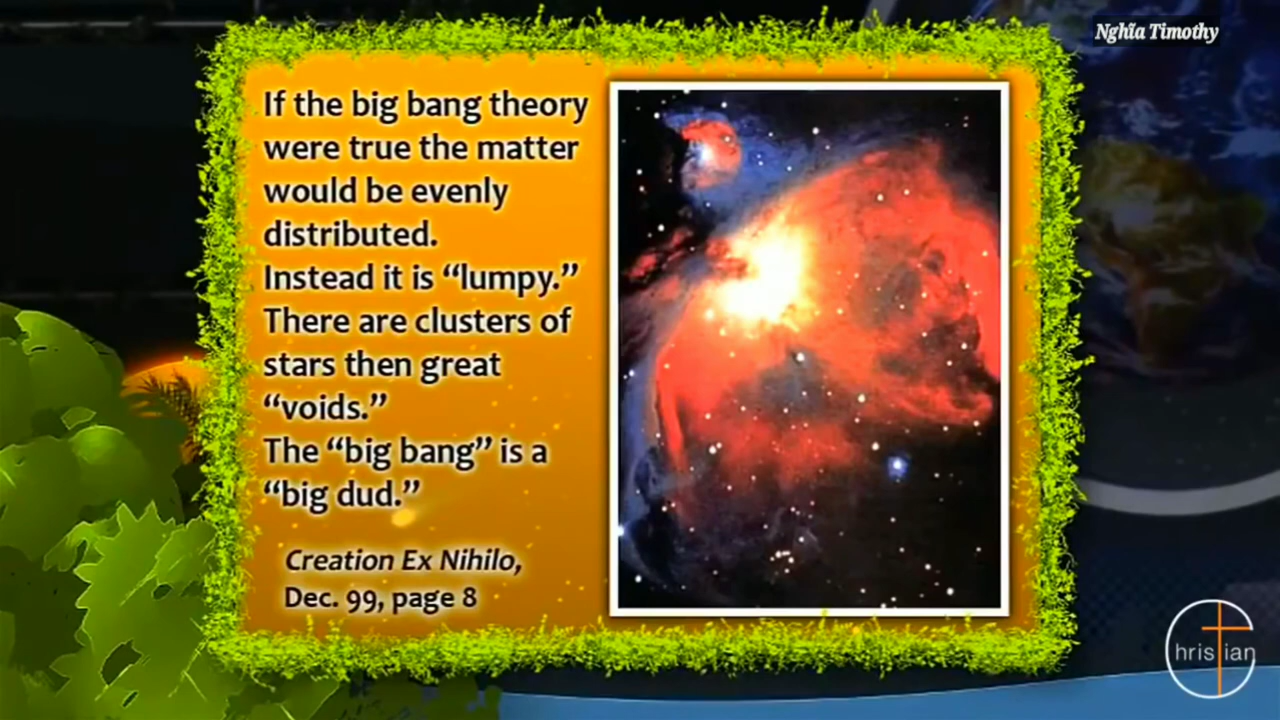 Nghĩa Timothy
If the big bang theory
were true the matter
would be evenly
distributed.
Instead it is “lumpy.”
There are clusters of
stars then great
“voids.”
The “big bang” is a
“big dud.”
Creation Ex Nihilo,
Dec. 99, page 8
Christian